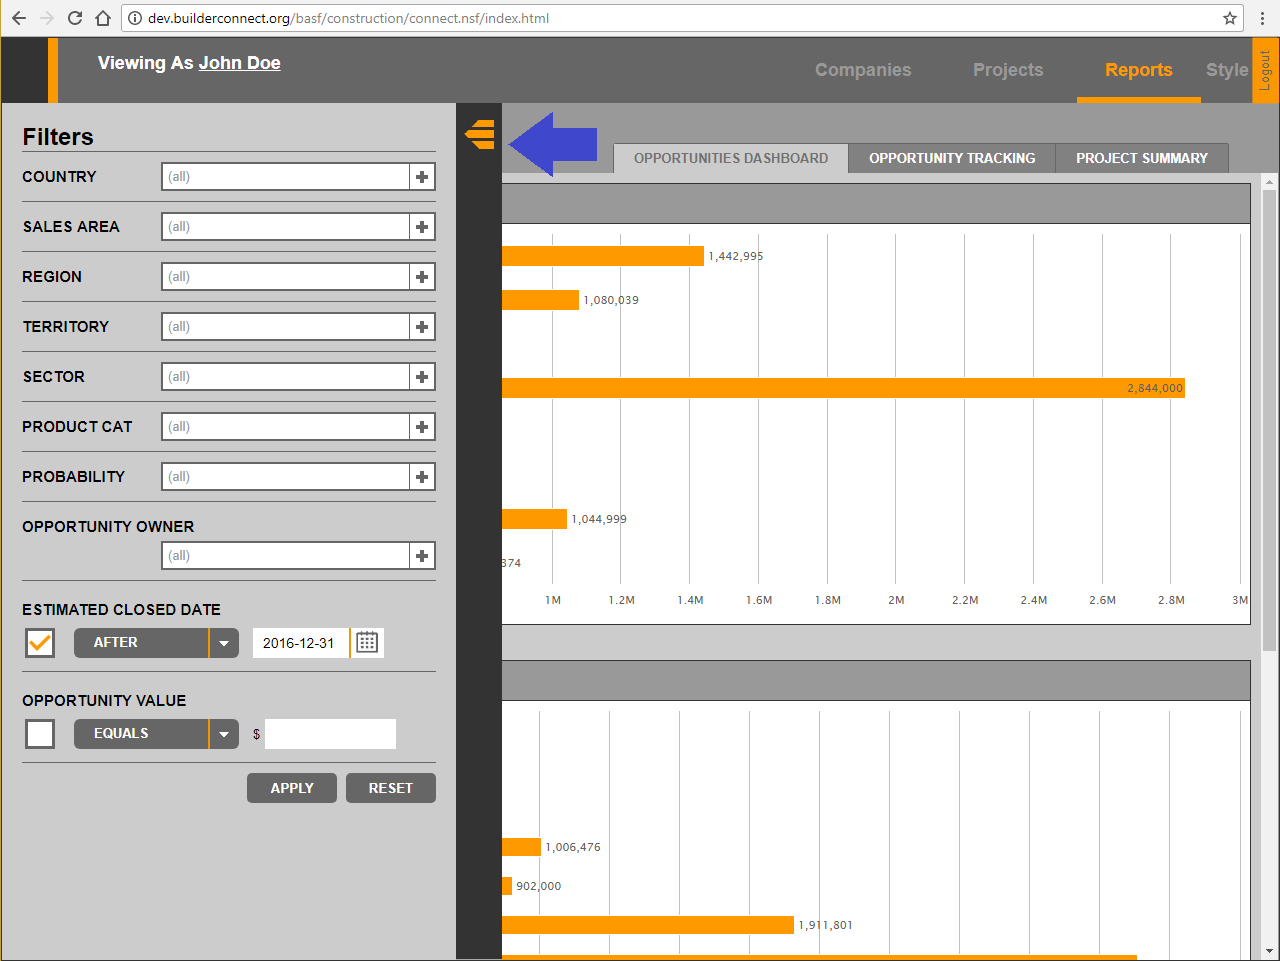 dev.builderconnect.org/basf/construction/connect.nsf/index.html
Viewing As John Doe
Companies
Projects
Reports
Style
Logout
Filters
COUNTRY (all)
SALES AREA (all)
REGION (all)
TERRITORY (all)
SECTOR (all)
PRODUCT CAT (all)
PROBABILITY (all)
OPPORTUNITY OWNER
(all)
ESTIMATED CLOSED DATE
AFTER 2016-12-31
OPPORTUNITY VALUE
EQUALS $
APPLY RESET
OPPORTUNITIES DASHBOARD OPPORTUNITY TRACKING PROJECT SUMMARY
1,442,995
1,080,039
2,844,000
1,044,999
374
1M 1.2M 1.4M 1.6M 1.8M 2M 2.2M 2.4M 2.6M 2.8M 3M
1,006,476
902,000
1,911,801